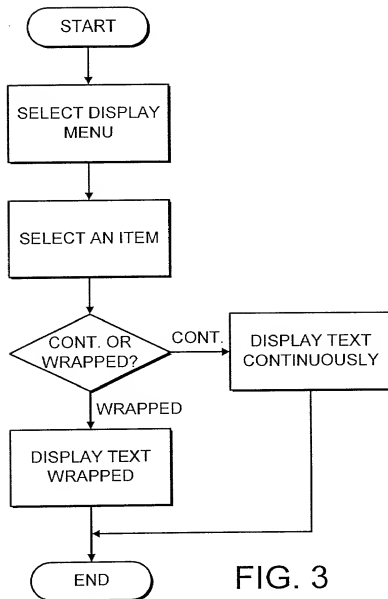 START
SELECT DISPLAY
MENU
SELECT AN ITEM
CONT. OR
WRAPPED?
CONT.
DISPLAY TEXT
CONTINUOUSLY
WRAPPED
DISPLAY TEXT
WRAPPED
END
FIG. 3